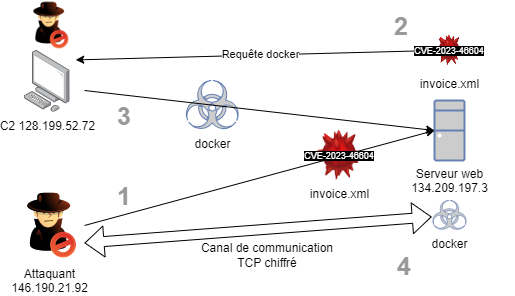 2
CVE-2023-46604
Requête docker
invoice.xml
C2 128.199.52.72
3
docker
CVE-2023-46604
invoice.xml
Serveur web
134.209.197.3
1
docker
Canal de communication
TCP chiffré
4
Attaquant
146.190.21.92